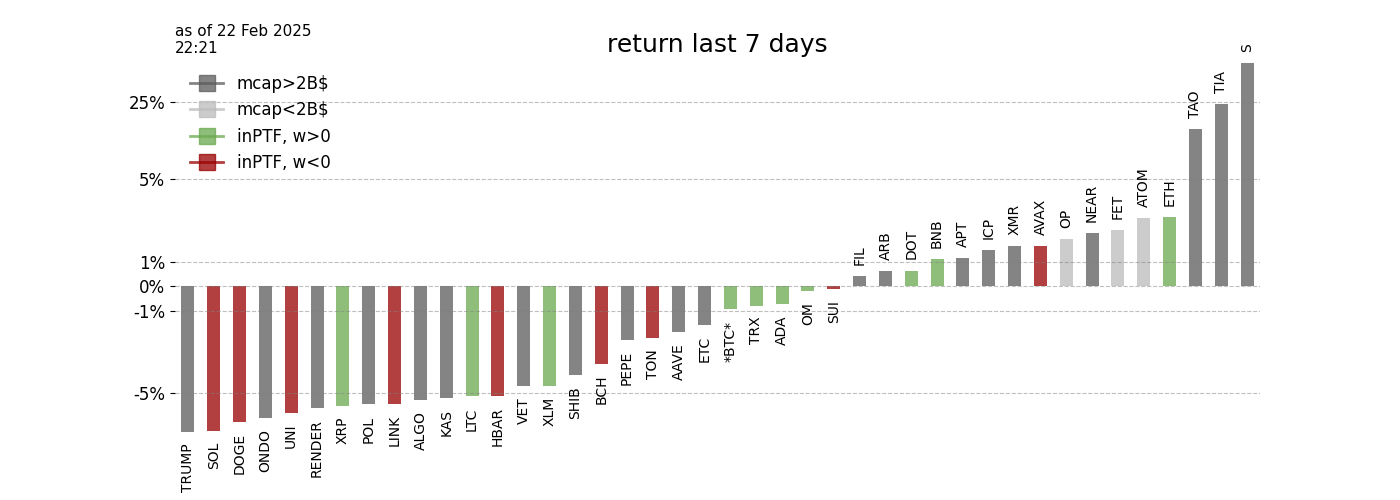 as of 22 Feb 2025
22:21
return last 7 days
mcap>2B$
mcap<2B$
inPTF, w>0
inPTF, w<0
25%
5%
1%
0%
-1%
-5%
TRUMP
SOL
DOGE
ONDO
UNI
RENDER
XRP
POL
LINK
ALGO
KAS
LTC
HBAR
VET
XLM
SHIB
BCH
PEPE
TON
AAVE
ETC
*BTC*
TRX
ADA
OM
SUI
FIL
ARB
DOT
BNB
APT
ICP
XMR
AVAX
OP
NEAR
FET
ATOM
ETH
TAO
TIA
S